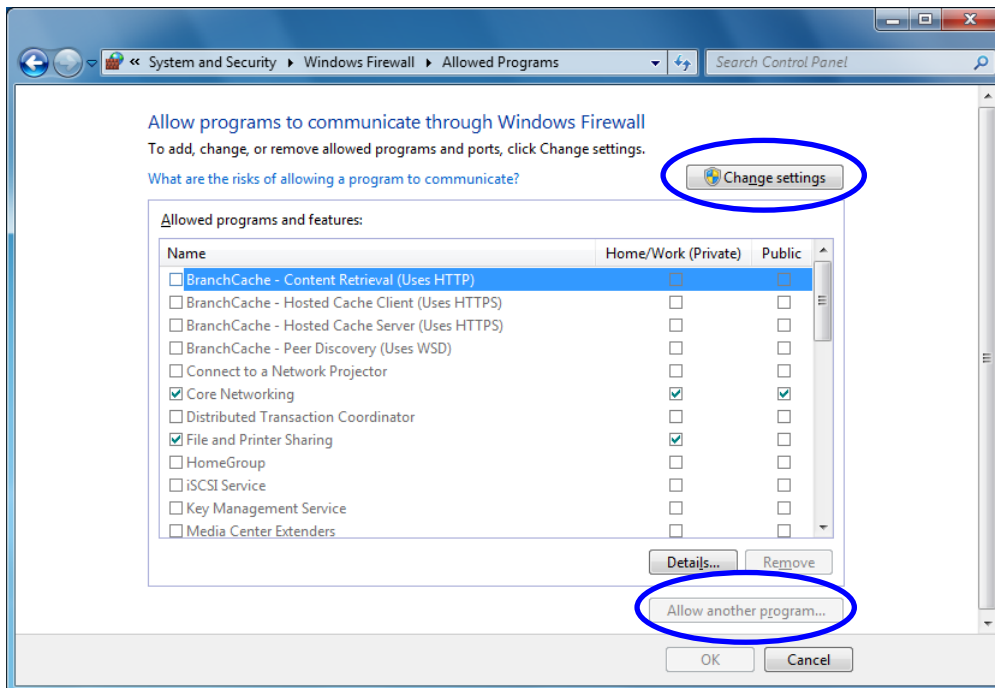 « System and Security ▸ Windows Firewall ▸ Allowed Programs Search Control Panel
Allow programs to communicate through Windows Firewall
To add, change, or remove allowed programs and ports, click Change settings.
What are the risks of allowing a program to communicate? Change settings
Allowed programs and features:
Name Home/Work (Private) Public
BranchCache - Content Retrieval (Uses HTTP)
BranchCache - Hosted Cache Client (Uses HTTPS)
BranchCache - Hosted Cache Server (Uses HTTPS)
BranchCache - Peer Discovery (Uses WSD)
Connect to a Network Projector
Core Networking
Distributed Transaction Coordinator
File and Printer Sharing
HomeGroup
iSCSI Service
Key Management Service
Media Center Extenders
Details... Remove
Allow another program...
OK Cancel